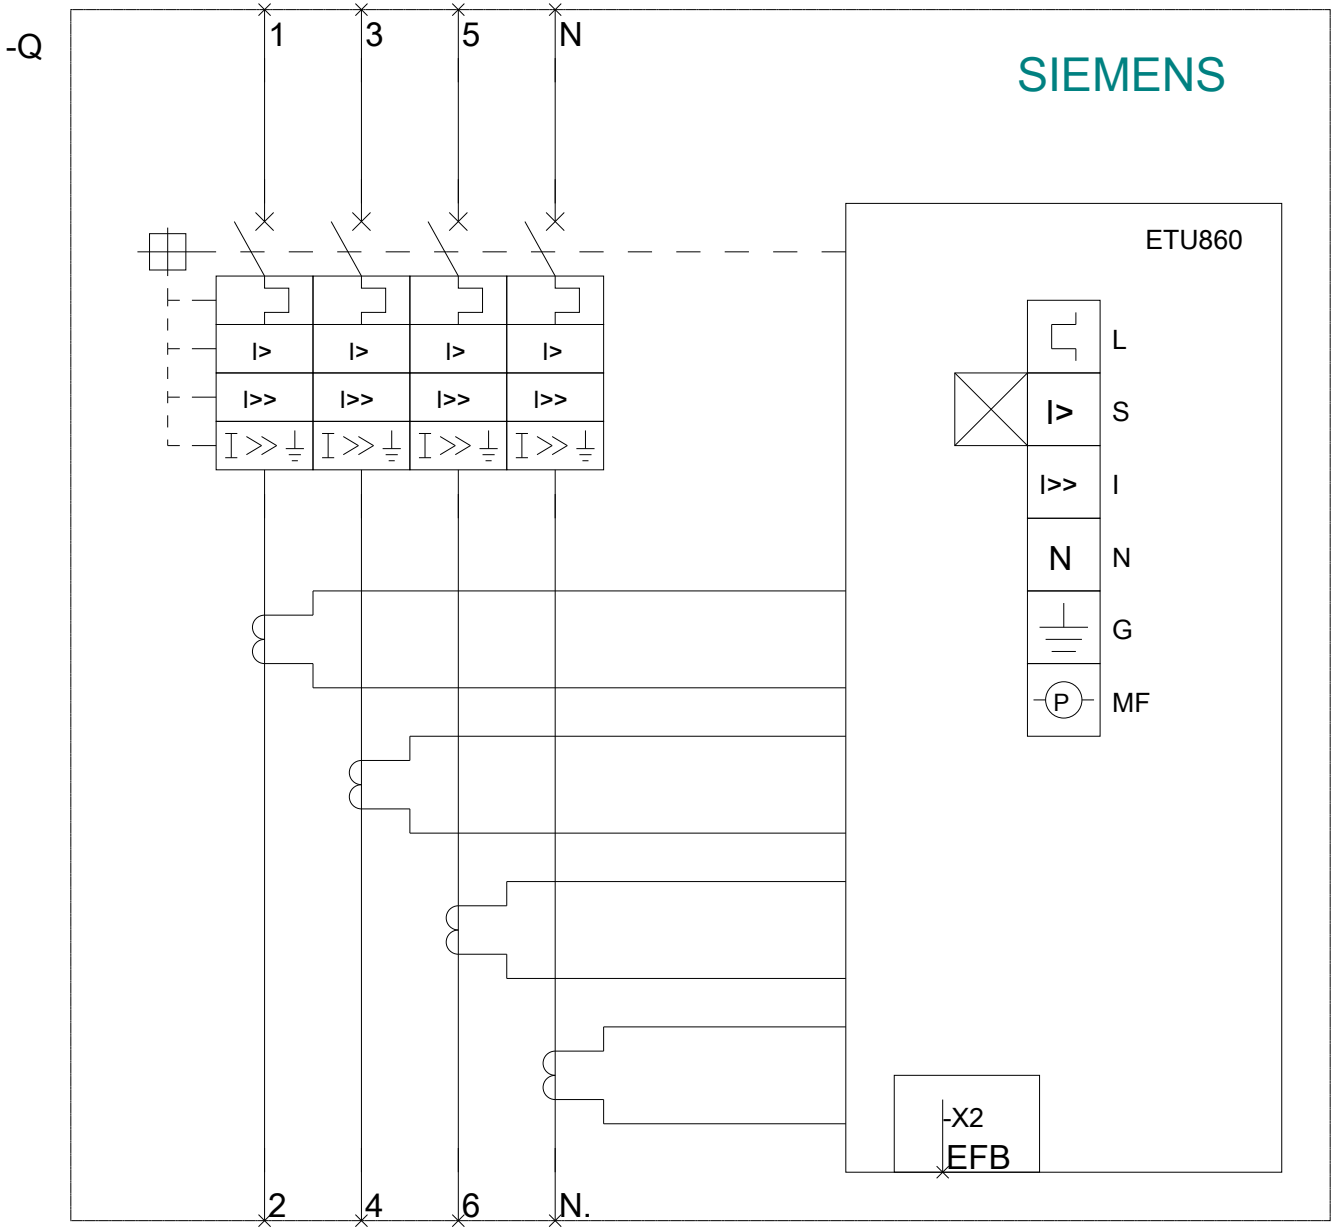 1 3 5 N
-Q
SIEMENS
ETU860
L
I> I> I> I>
I>> I>> I>> I>>
I>> I>> I>> I>>
I> S
I>> I
N N
G
P MF
-X2
EFB
2 4 6 N.